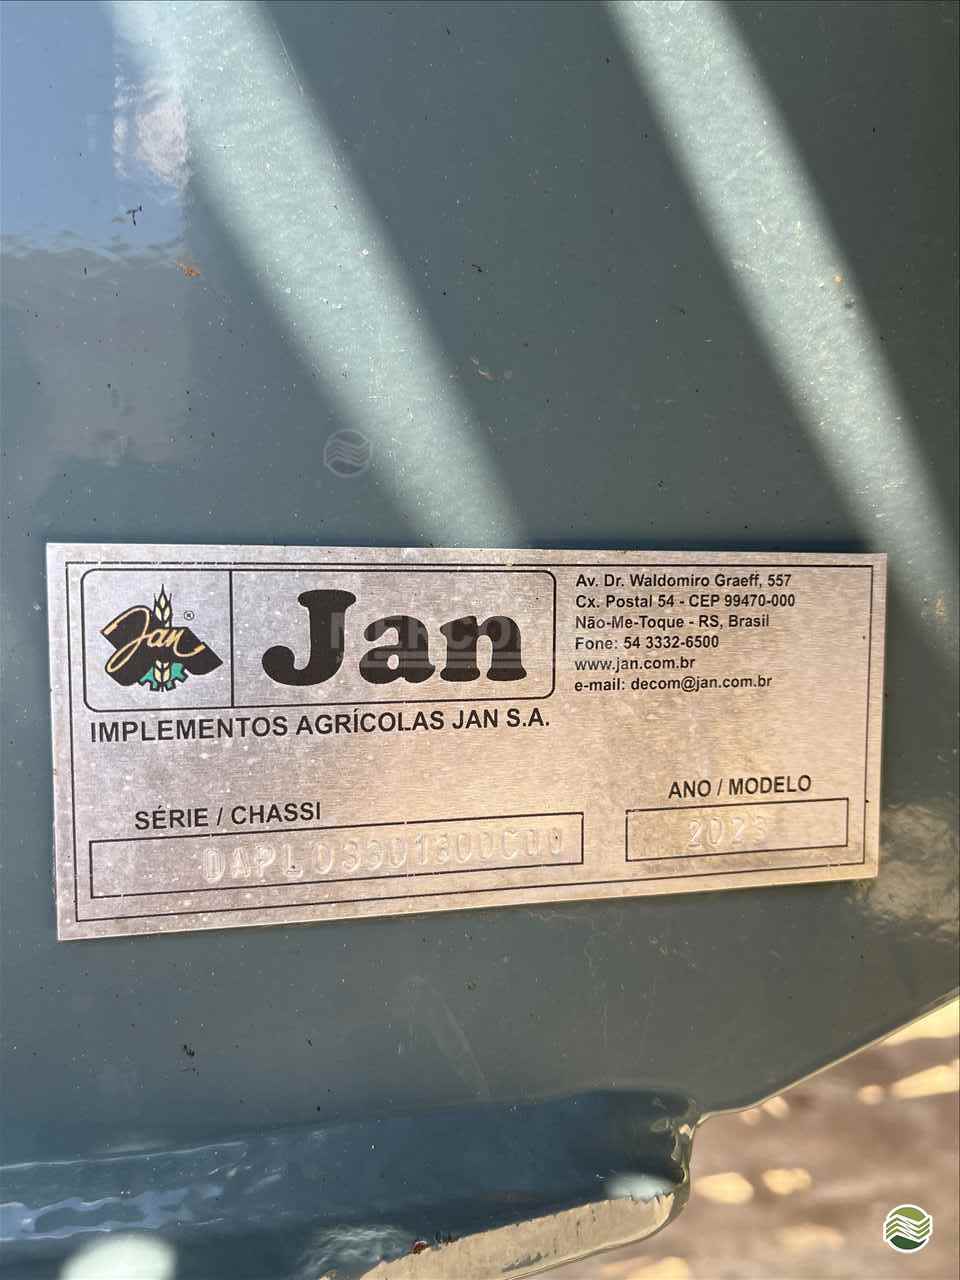 Jan ®
Jan
IMPLEMENTOS AGRÍCOLAS JAN S.A.
Av. Dr. Waldomiro Graeff, 557
Cx. Postal 54 - CEP 99470-000
Não-Me-Toque - RS, Brasil
Fone: 54 3332-6500
www.jan.com.br
e-mail: decom@jan.com.br
SÉRIE / CHASSI
ANO / MODELO
2023